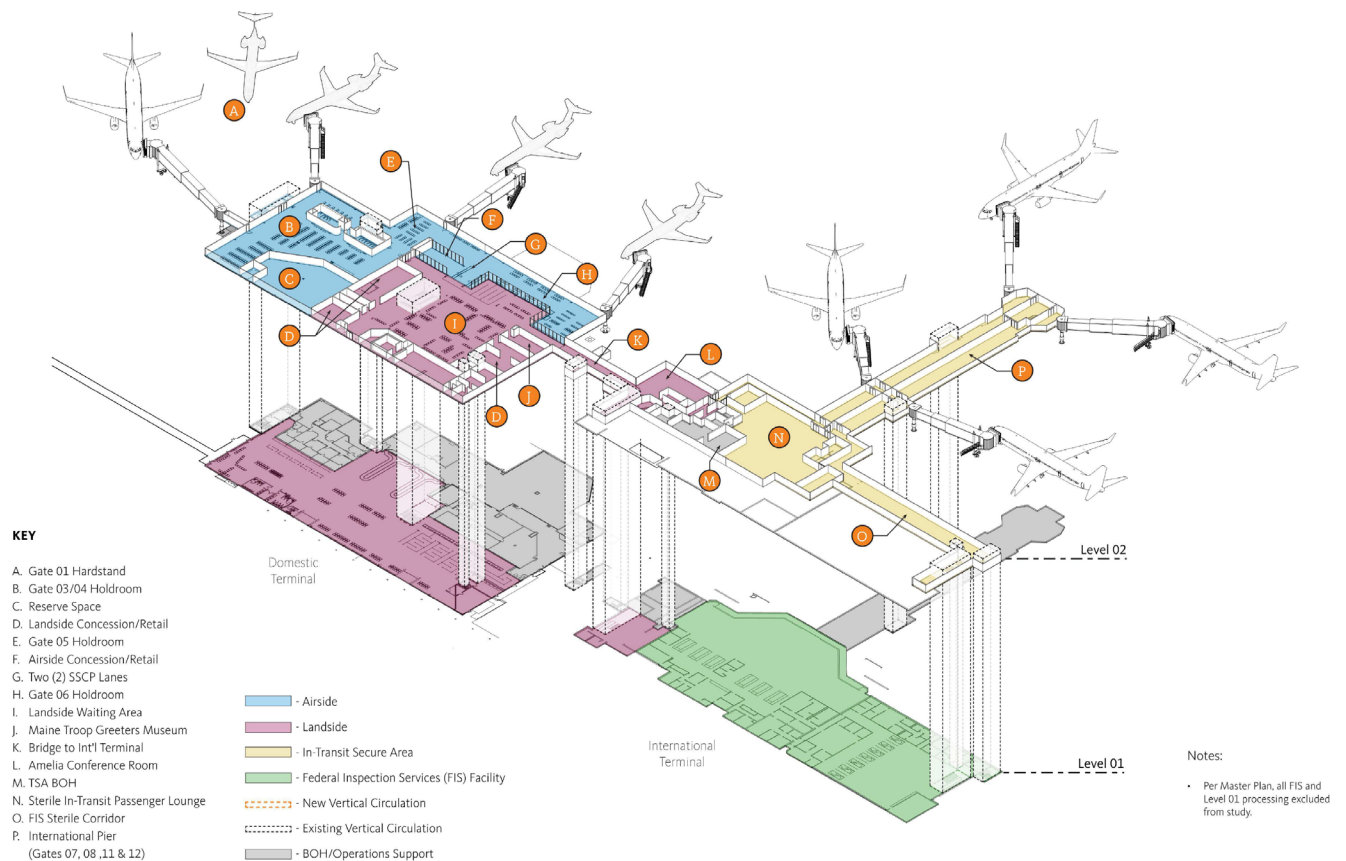 A
E
B
F
G
C
H
D
I
K
L
J
P
D
N
M
O
Level 02
Domestic
Terminal
KEY
A. Gate 01 Hardstand
B. Gate 03/04 Holdroom
C. Reserve Space
D. Landside Concession/Retail
E. Gate 05 Holdroom
F. Airside Concession/Retail
G. Two (2) SSCP Lanes
H. Gate 06 Holdroom
I. Landside Waiting Area
J. Maine Troop Greeters Museum
K. Bridge to Int'l Terminal
L. Amelia Conference Room
M. TSA BOH
N. Sterile In-Transit Passenger Lounge
O. FIS Sterile Corridor
P. International Pier
(Gates 07, 08 ,11 & 12)
- Airside
- Landside
- In-Transit Secure Area
- Federal Inspection Services (FIS) Facility
- New Vertical Circulation
- Existing Vertical Circulation
- BOH/Operations Support
International
Terminal
Level 01
Notes:
• Per Master Plan, all FIS and
Level 01 processing excluded
from study.